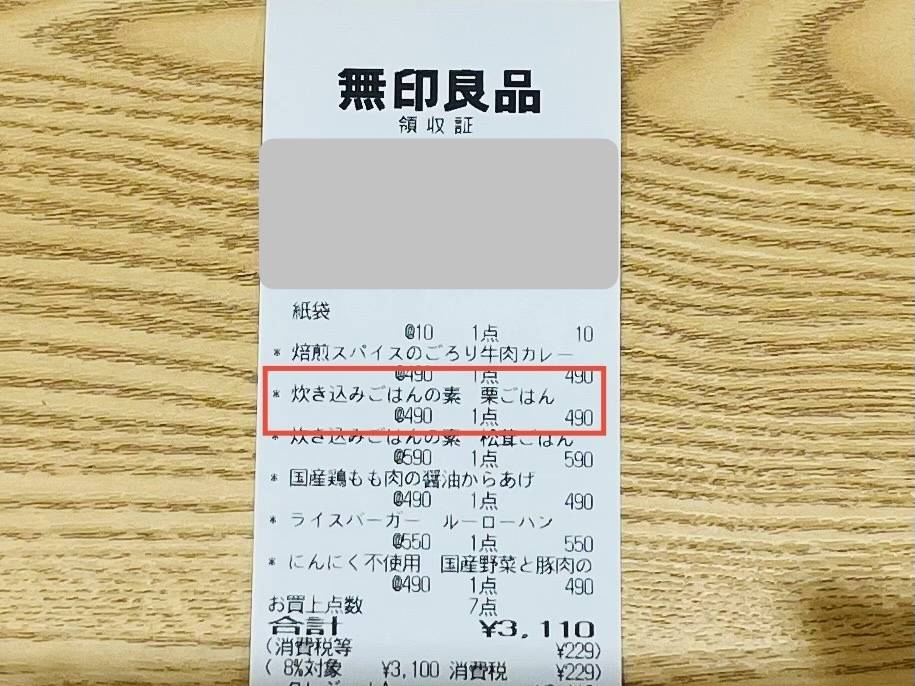 無印良品
領収証
紙袋
@10 1点 10
* 焙煎スパイスのごろり牛肉カレー
@490 1点 490
* 炊き込みごはんの素 栗ごはん
@490 1点 490
* 炊き込みごはんの素 松茸ごはん
@590 1点 590
* 国産鶏もも肉の醤油からあげ
@490 1点 490
* ライスバーガー ルーローハン
@550 1点 550
* にんにく不使用 国産野菜と豚肉の
@490 1点 490
お買上点数 7点
合計 ¥3,110
(消費税等 ¥229)
( 8%対象 ¥3,100 消費税 ¥229)